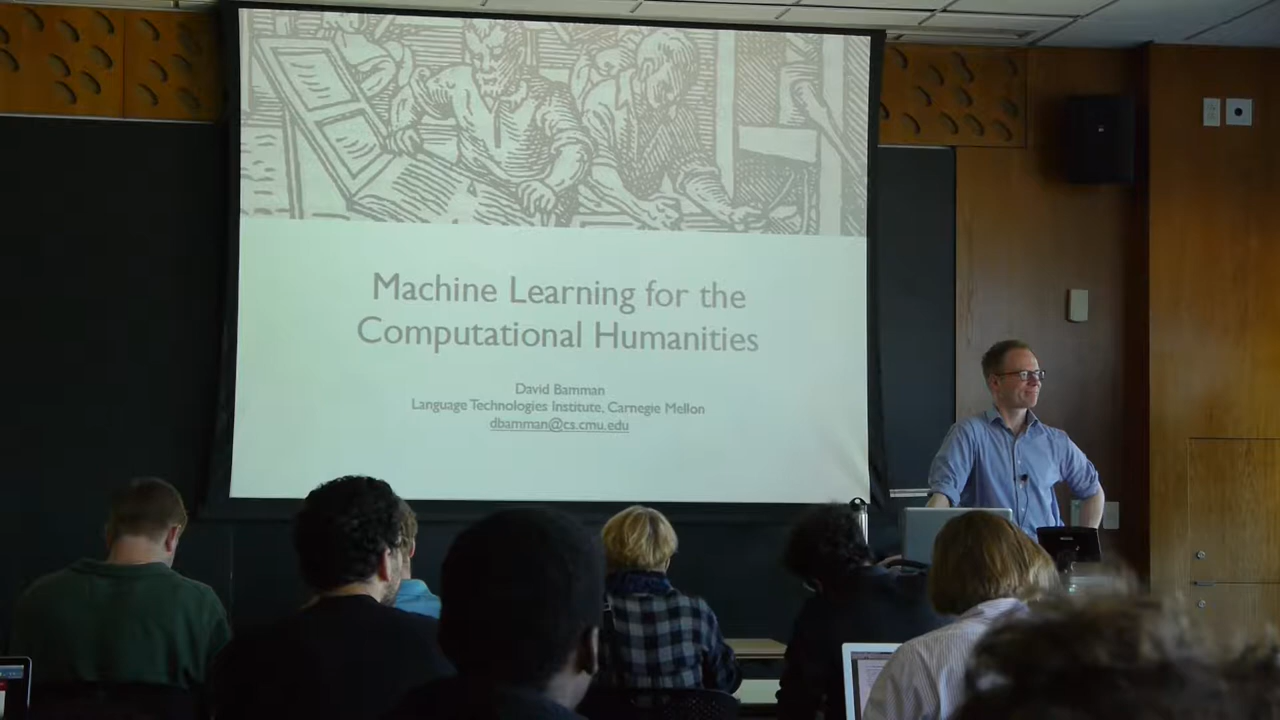 Machine Learning for the
Computational Humanities
David Bamman
Language Technologies Institute, Carnegie Mellon
dbamman@cs.cmu.edu